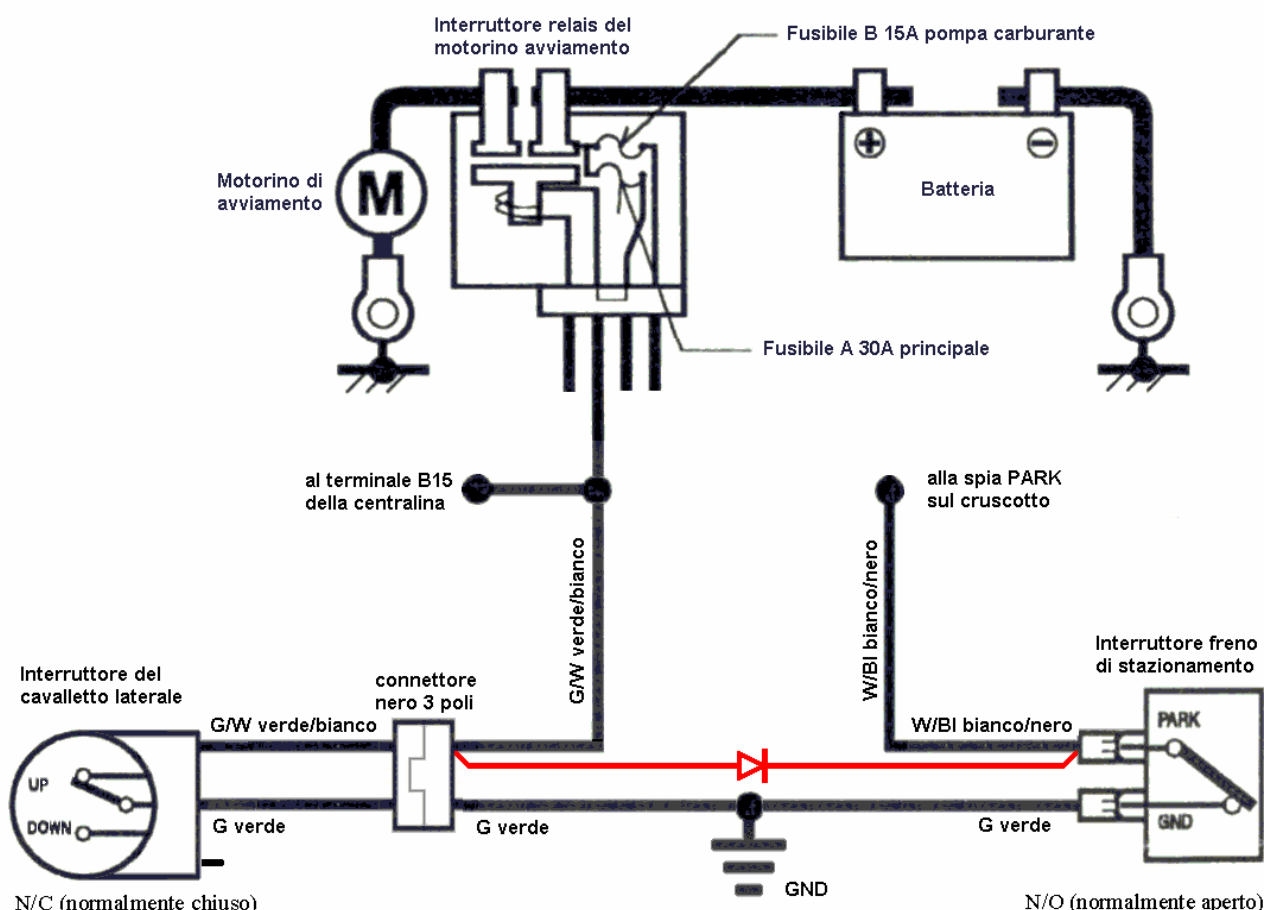 Interruttore relais del
motorino avviamento
Fusibile B 15A pompa carburante
Motorino di
avviamento
M
+
−
Batteria
Fusibile A 30A principale
al terminale B15
della centralina
alla spia PARK
sul cruscotto
G/W verde/bianco
W/Bl bianco/nero
Interruttore del
cavalletto laterale
connettore
nero 3 poli
Interruttore freno
di stazionamento
G/W verde/bianco
W/Bl bianco/nero
PARK
UP
DOWN
G verde
G verde
G verde
GND
GND
N/C (normalmente chiuso)
N/O (normalmente aperto)